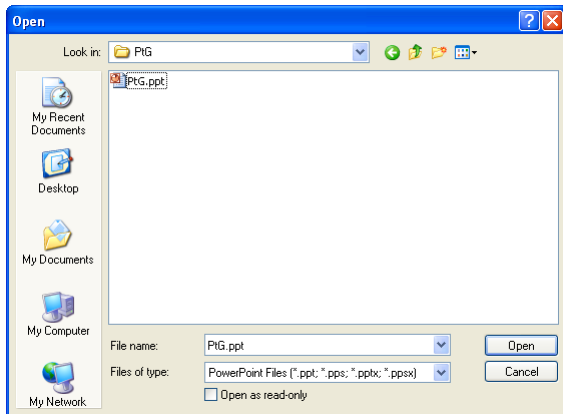 Open
Look in:
PtG
PtG.ppt
My Recent
Documents
Desktop
My Documents
My Computer
My Network
File name:
PtG.ppt
Open
Files of type:
PowerPoint Files (*.ppt; *.pps; *.pptx; *.ppsx)
Cancel
Open as read-only